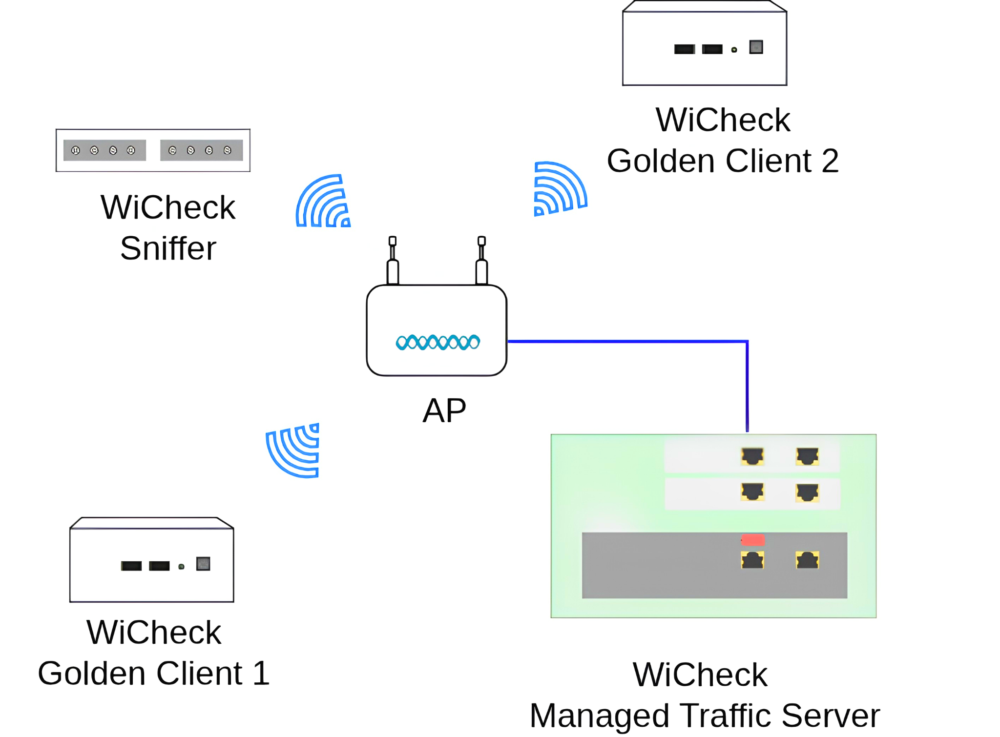 WiCheck
Golden Client 2
WiCheck
Sniffer
AP
WiCheck
Golden Client 1
WiCheck
Managed Traffic Server